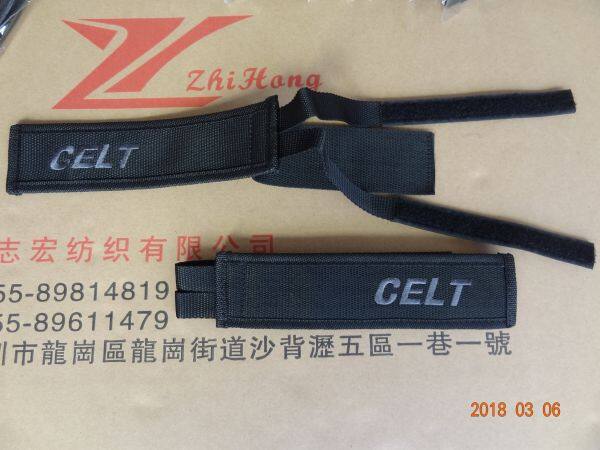 ZhiHong
CELT
志宏纺织有限公司
55-89814819
CELT
55-89611479
圳市龍崗區龍崗街道沙背瀝五區一巷一號
2018 03 06